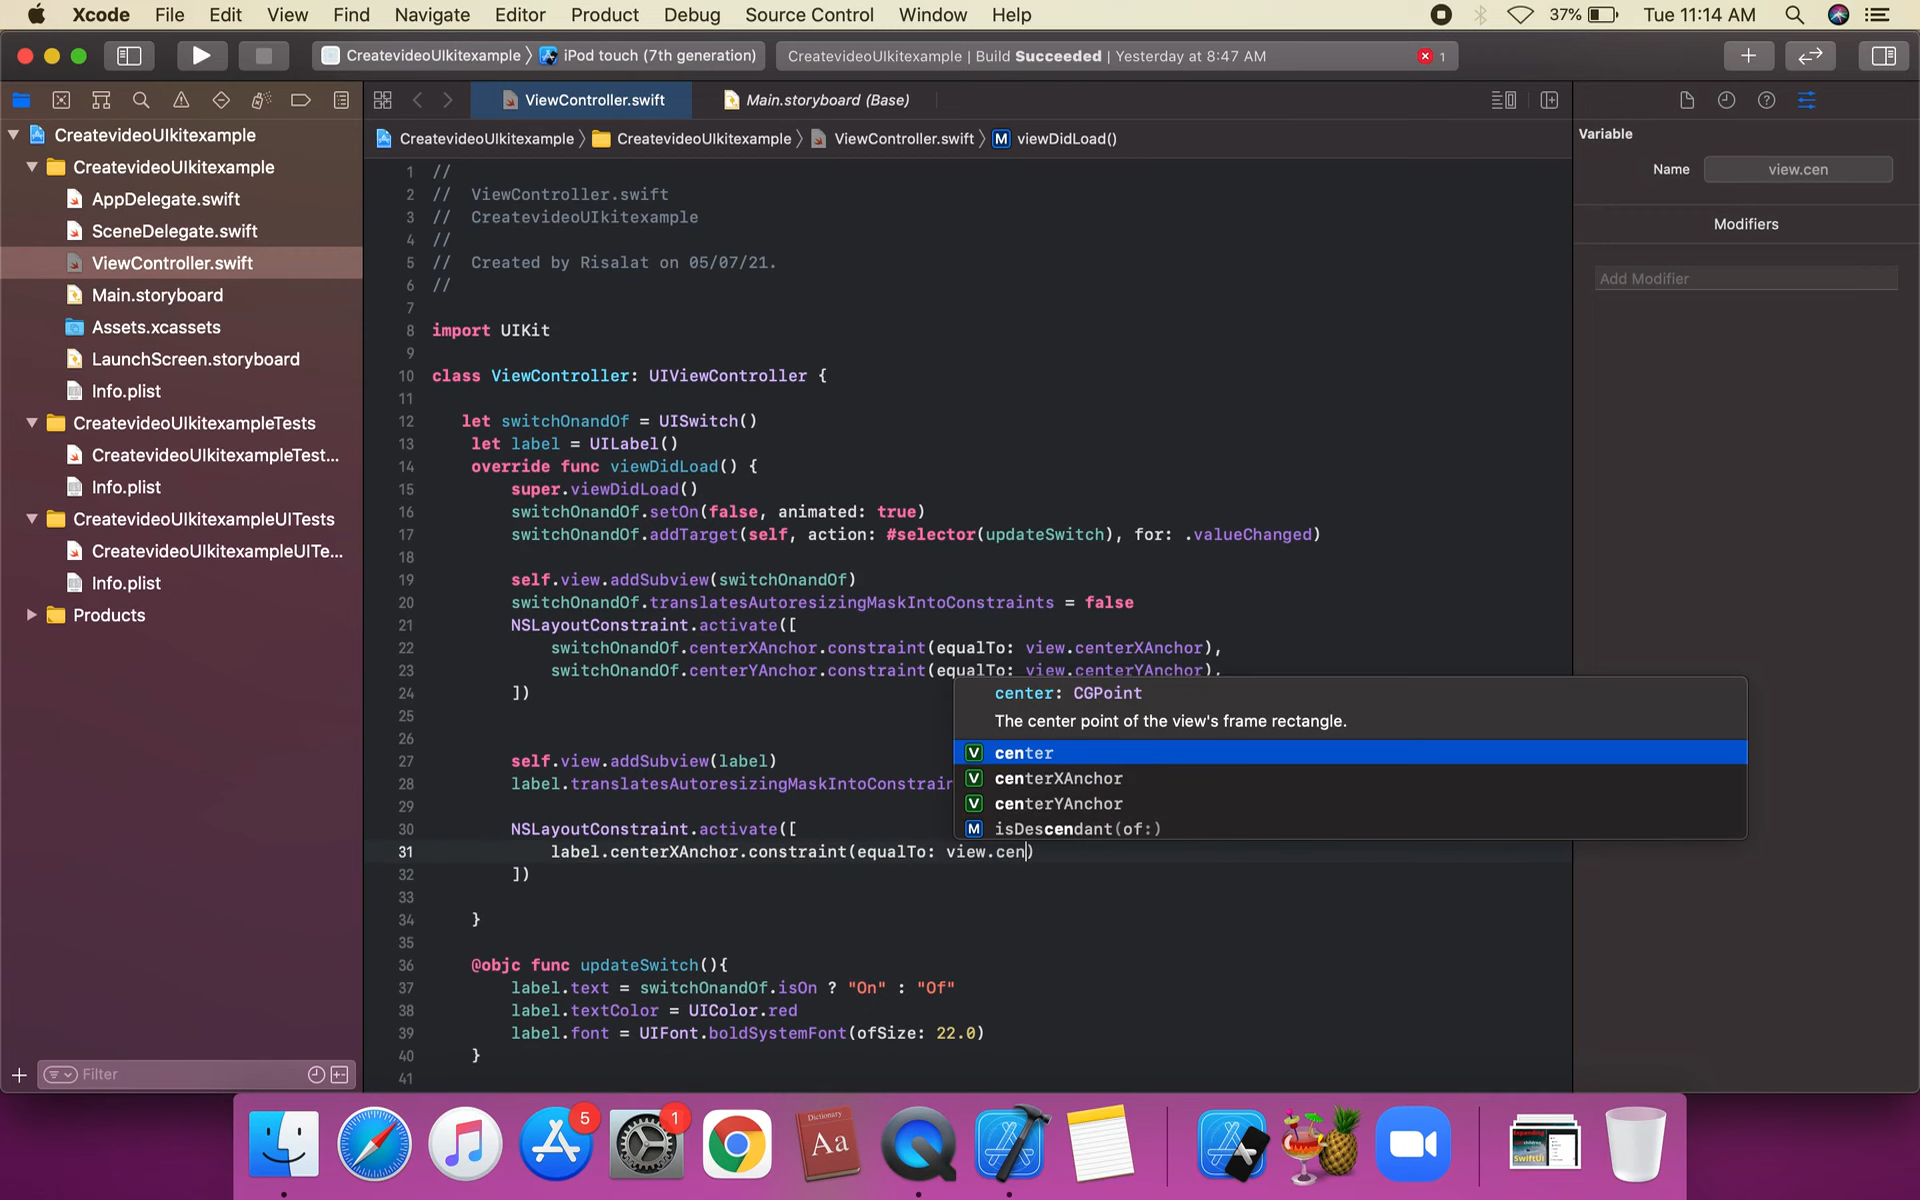 Xcode File Edit View Find Navigate Editor Product Debug Source Control Window Help 37% Tue 11:14 AM
CreatevideoUIkitexample iPod touch (7th generation) CreatevideoUIkitexample | Build Succeeded | Yesterday at 8:47 AM 1
ViewController.swift Main.storyboard (Base)
CreatevideoUIkitexample CreatevideoUIkitexample ViewController.swift M viewDidLoad()
CreatevideoUIkitexample
CreatevideoUIkitexample
AppDelegate.swift
SceneDelegate.swift
ViewController.swift
Main.storyboard
Assets.xcassets
LaunchScreen.storyboard
Info.plist
CreatevideoUIkitexampleTests
CreatevideoUIkitexampleTest...
Info.plist
CreatevideoUIkitexampleUITests
CreatevideoUIkitexampleUITe...
Info.plist
Products
Filter
1 //
2 // ViewController.swift
3 // CreatevideoUIkitexample
4 //
5 // Created by Risalat on 05/07/21.
6 //
7
8 import UIKit
9
10 class ViewController: UIViewController {
11
12 let switchOnandOf = UISwitch()
13 let label = UILabel()
14 override func viewDidLoad() {
15 super.viewDidLoad()
16 switchOnandOf.setOn(false, animated: true)
17 switchOnandOf.addTarget(self, action: #selector(updateSwitch), for: .valueChanged)
18
19 self.view.addSubview(switchOnandOf)
20 switchOnandOf.translatesAutoresizingMaskIntoConstraints = false
21 NSLayoutConstraint.activate([
22 switchOnandOf.centerXAnchor.constraint(equalTo: view.centerXAnchor),
23 switchOnandOf.centerYAnchor.constraint(equalTo: view.centerYAnchor),
24 ])
25
26
27 self.view.addSubview(label)
28 label.translatesAutoresizingMaskIntoConstrain
29
30 NSLayoutConstraint.activate([
31 label.centerXAnchor.constraint(equalTo: view.cen)
32 ])
33
34 }
35
36 @objc func updateSwitch(){
37 label.text = switchOnandOf.isOn ? "On" : "Of"
38 label.textColor = UIColor.red
39 label.font = UIFont.boldSystemFont(ofSize: 22.0)
40 }
41
center: CGPoint
The center point of the view's frame rectangle.
V center
V centerXAnchor
V centerYAnchor
M isDescendant(of:)
Variable
Name view.cen
Modifiers
Add Modifier
5 1
Dictionary
Aa
SwiftUI